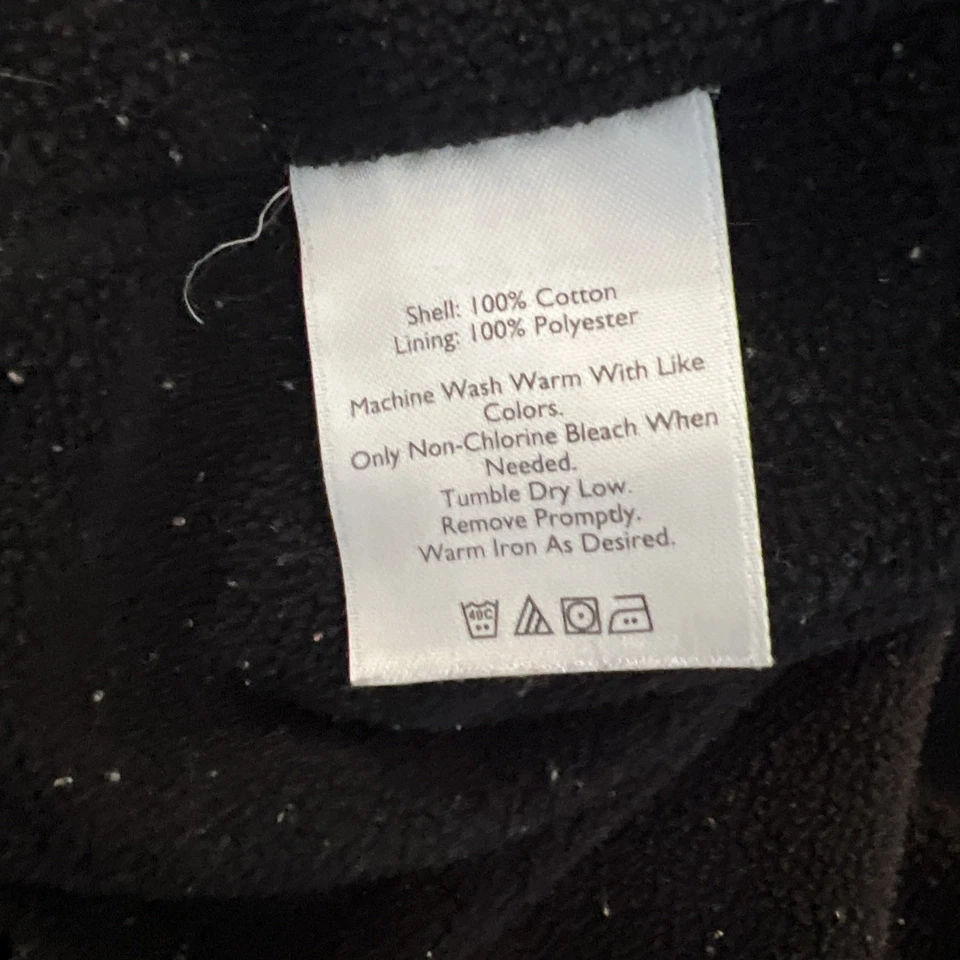 Shell: 100% Cotton
Lining: 100% Polyester
Machine Wash Warm With Like
Colors.
Only Non-Chlorine Bleach When
Needed.
Tumble Dry Low.
Remove Promptly.
Warm Iron As Desired.
40C